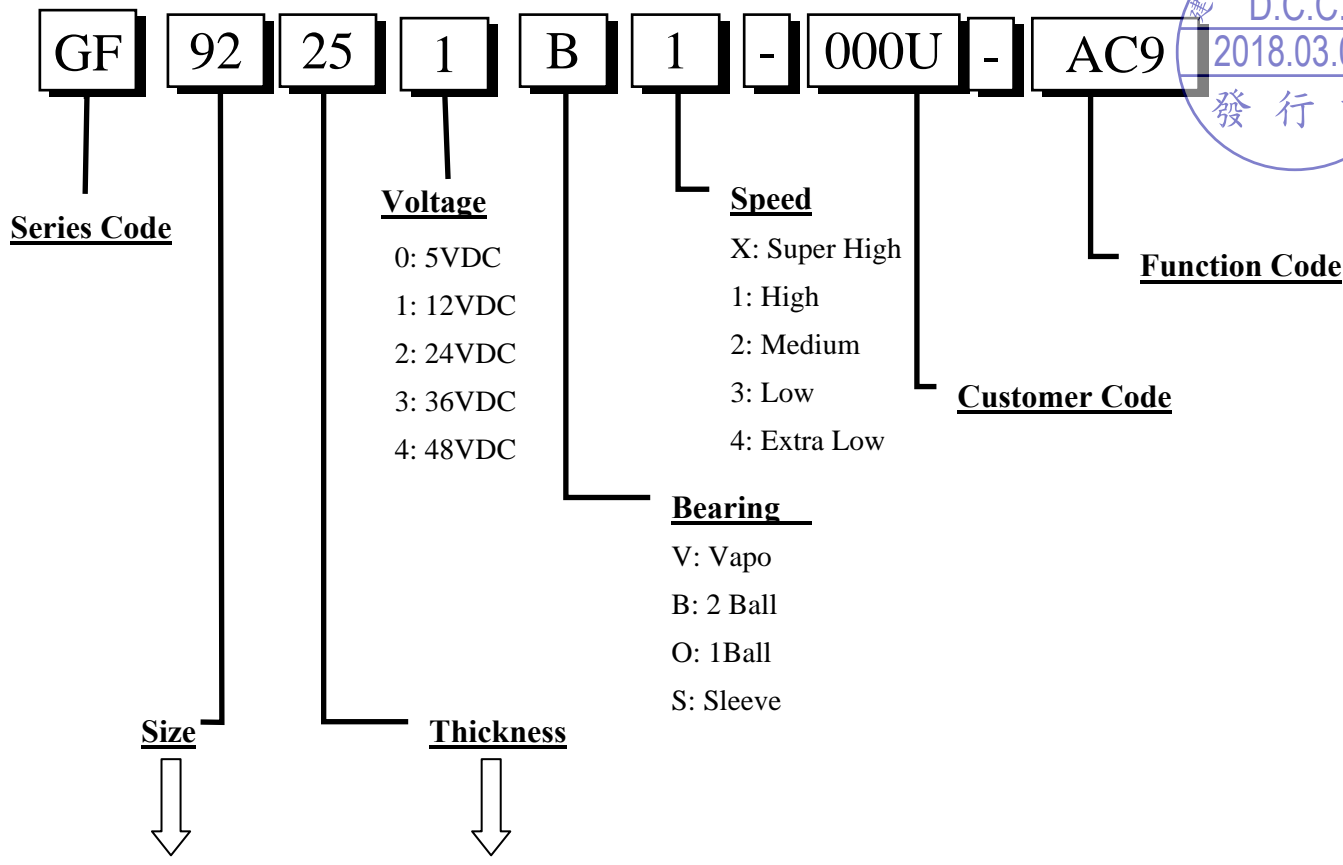 GF 92 25 1 B 1 - 000U - AC9
D.C.C.
2018.03.0
發 行
Series Code
Voltage
0: 5VDC
1: 12VDC
2: 24VDC
3: 36VDC
4: 48VDC
Speed
X: Super High
1: High
2: Medium
3: Low
4: Extra Low
Function Code
Customer Code
Bearing
V: Vapo
B: 2 Ball
O: 1Ball
S: Sleeve
Size
Thickness